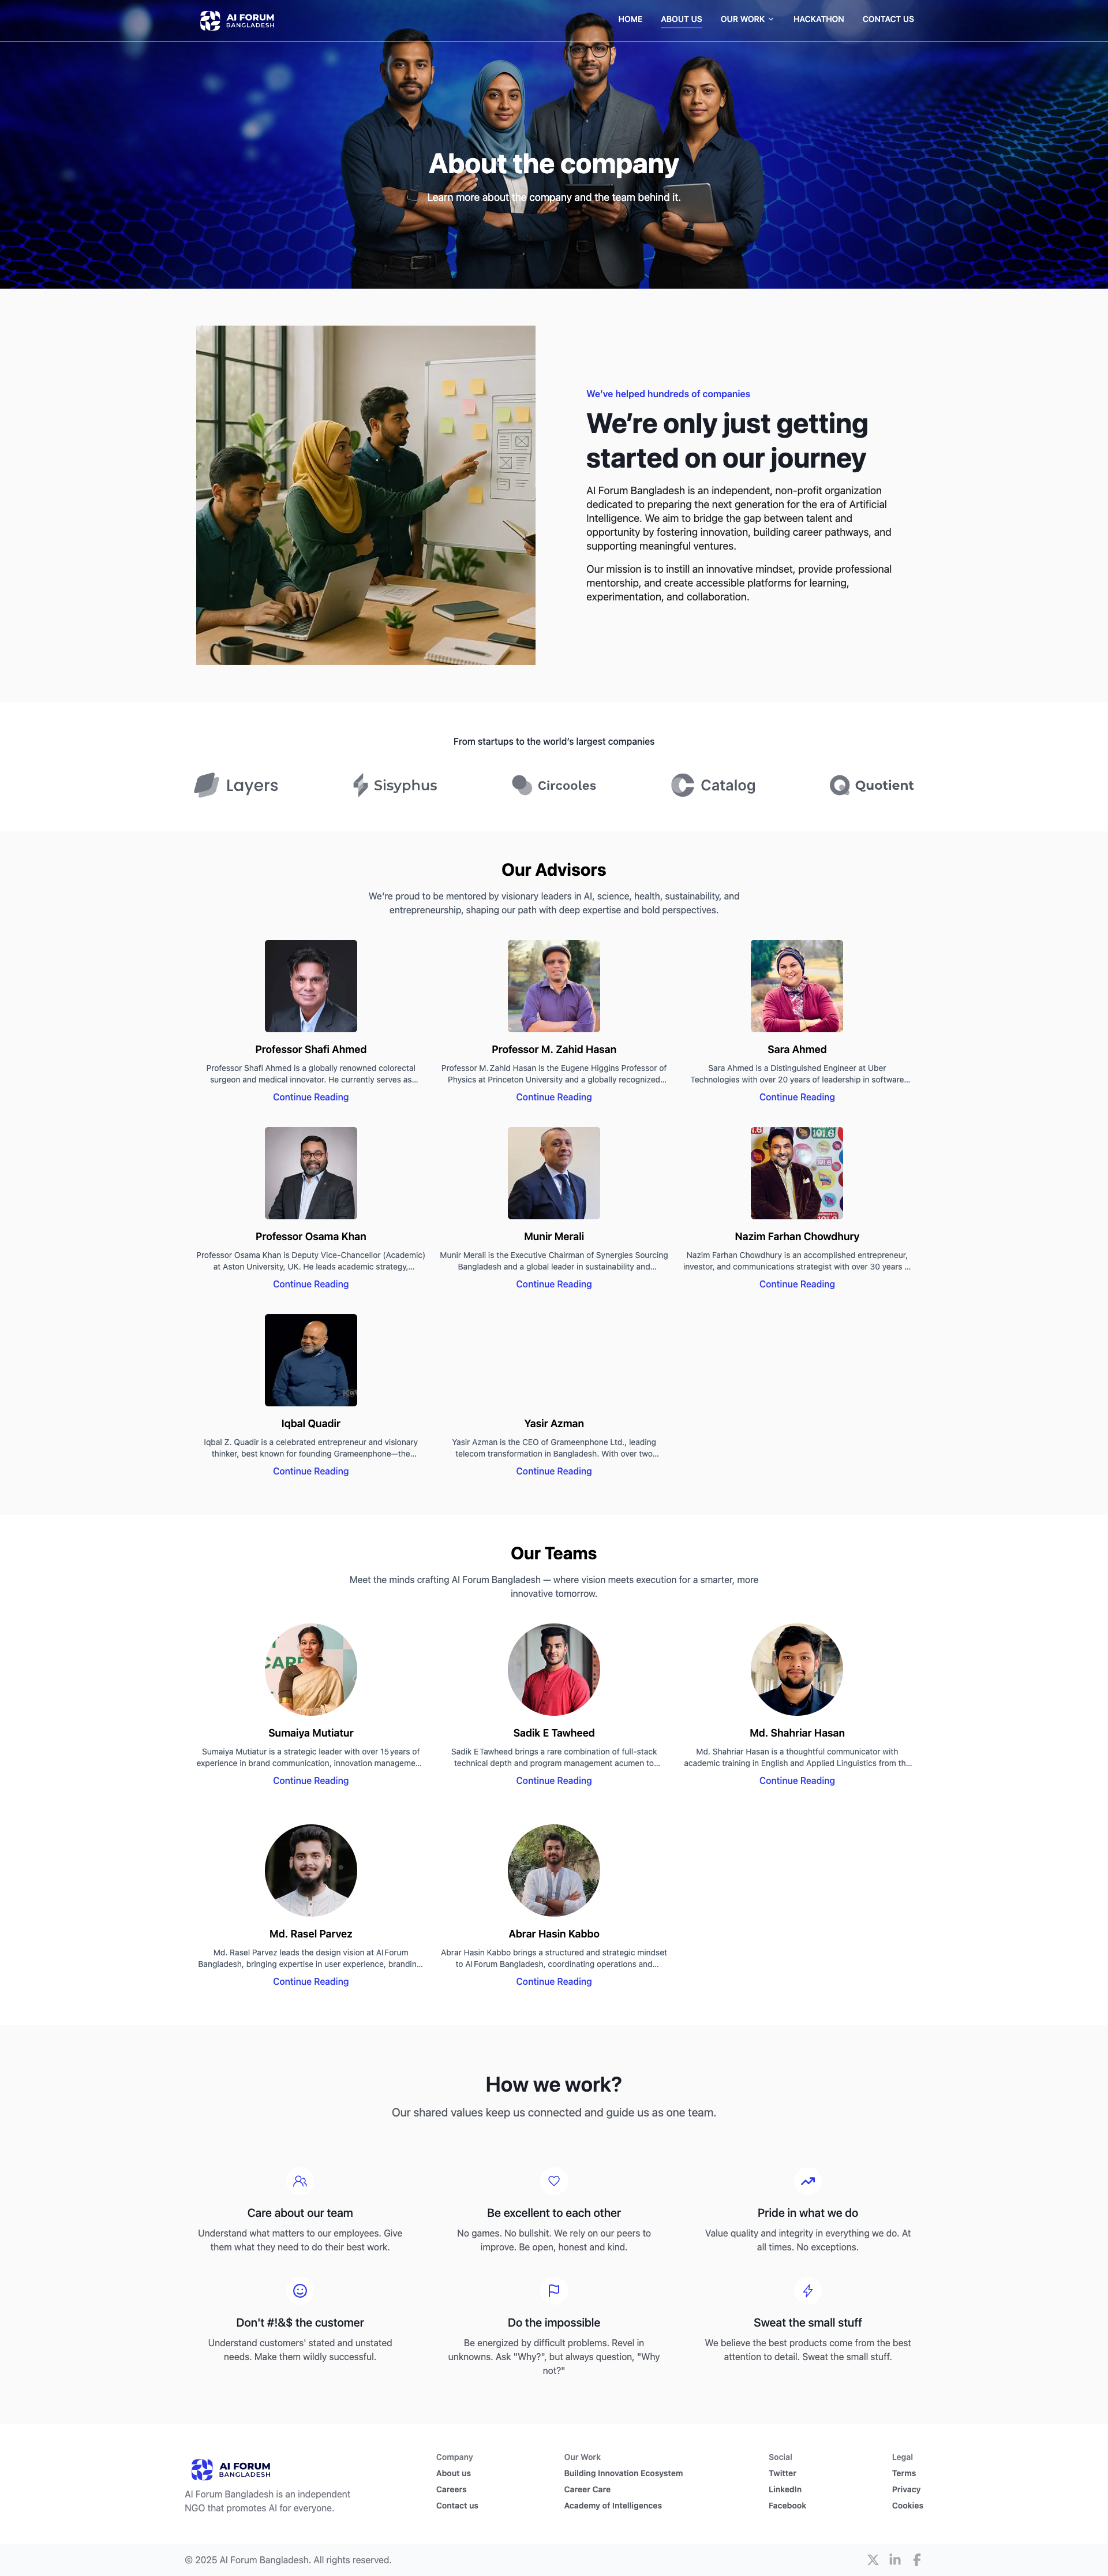 AI FORUM
BANGLADESH
HOME
ABOUT US
OUR WORK
HACKATHON
CONTACT US
About the company
Learn more about the company and the team behind it.
We've helped hundreds of companies
We're only just getting
started on our journey
AI Forum Bangladesh is an independent, non-profit organization
dedicated to preparing the next generation for the era of Artificial
Intelligence. We aim to bridge the gap between talent and
opportunity by fostering innovation, building career pathways, and
supporting meaningful ventures.
Our mission is to instill an innovative mindset, provide professional
mentorship, and create accessible platforms for learning,
experimentation, and collaboration.
From startups to the world's largest companies
Layers
Sisyphus
Circooles
Catalog
Quotient
Our Advisors
We're proud to be mentored by visionary leaders in AI, science, health, sustainability, and
entrepreneurship, shaping our path with deep expertise and bold perspectives.
Professor Shafi Ahmed
Professor Shafi Ahmed is a globally renowned colorectal
surgeon and medical innovator. He currently serves as...
Continue Reading
Professor M. Zahid Hasan
Professor M. Zahid Hasan is the Eugene Higgins Professor of
Physics at Princeton University and a globally recognized...
Continue Reading
Sara Ahmed
Sara Ahmed is a Distinguished Engineer at Uber
Technologies with over 20 years of leadership in software...
Continue Reading
Professor Osama Khan
Professor Osama Khan is Deputy Vice-Chancellor (Academic)
at Aston University, UK. He leads academic strategy,...
Continue Reading
Munir Merali
Munir Merali is the Executive Chairman of Synergies Sourcing
Bangladesh and a global leader in sustainability and...
Continue Reading
Nazim Farhan Chowdhury
Nazim Farhan Chowdhury is an accomplished entrepreneur,
investor, and communications strategist with over 30 years ...
Continue Reading
Iqbal Quadir
Iqbal Z. Quadir is a celebrated entrepreneur and visionary
thinker, best known for founding Grameenphone—the...
Continue Reading
Yasir Azman
Yasir Azman is the CEO of Grameenphone Ltd., leading
telecom transformation in Bangladesh. With over two...
Continue Reading
Our Teams
Meet the minds crafting AI Forum Bangladesh — where vision meets execution for a smarter, more
innovative tomorrow.
Sumaiya Mutiatur
Sumaiya Mutiatur is a strategic leader with over 15 years of
experience in brand communication, innovation manageme...
Continue Reading
Sadik E Tawheed
Sadik E Tawheed brings a rare combination of full-stack
technical depth and program management acumen to...
Continue Reading
Md. Shahriar Hasan
Md. Shahriar Hasan is a thoughtful communicator with
academic training in English and Applied Linguistics from th...
Continue Reading
Md. Rasel Parvez
Md. Rasel Parvez leads the design vision at AI Forum
Bangladesh, bringing expertise in user experience, brandin...
Continue Reading
Abrar Hasin Kabbo
Abrar Hasin Kabbo brings a structured and strategic mindset
to AI Forum Bangladesh, coordinating operations and...
Continue Reading
How we work?
Our shared values keep us connected and guide us as one team.
Care about our team
Understand what matters to our employees. Give
them what they need to do their best work.
Be excellent to each other
No games. No bullshit. We rely on our peers to
improve. Be open, honest and kind.
Pride in what we do
Value quality and integrity in everything we do. At
all times. No exceptions.
Don't #!&$ the customer
Understand customers' stated and unstated
needs. Make them wildly successful.
Do the impossible
Be energized by difficult problems. Revel in
unknowns. Ask "Why?", but always question, "Why
not?"
Sweat the small stuff
We believe the best products come from the best
attention to detail. Sweat the small stuff.
AI FORUM
BANGLADESH
AI Forum Bangladesh is an independent
NGO that promotes AI for everyone.
Company
About us
Careers
Contact us
Our Work
Building Innovation Ecosystem
Career Care
Academy of Intelligences
Social
Twitter
LinkedIn
Facebook
Legal
Terms
Privacy
Cookies
© 2025 AI Forum Bangladesh. All rights reserved.